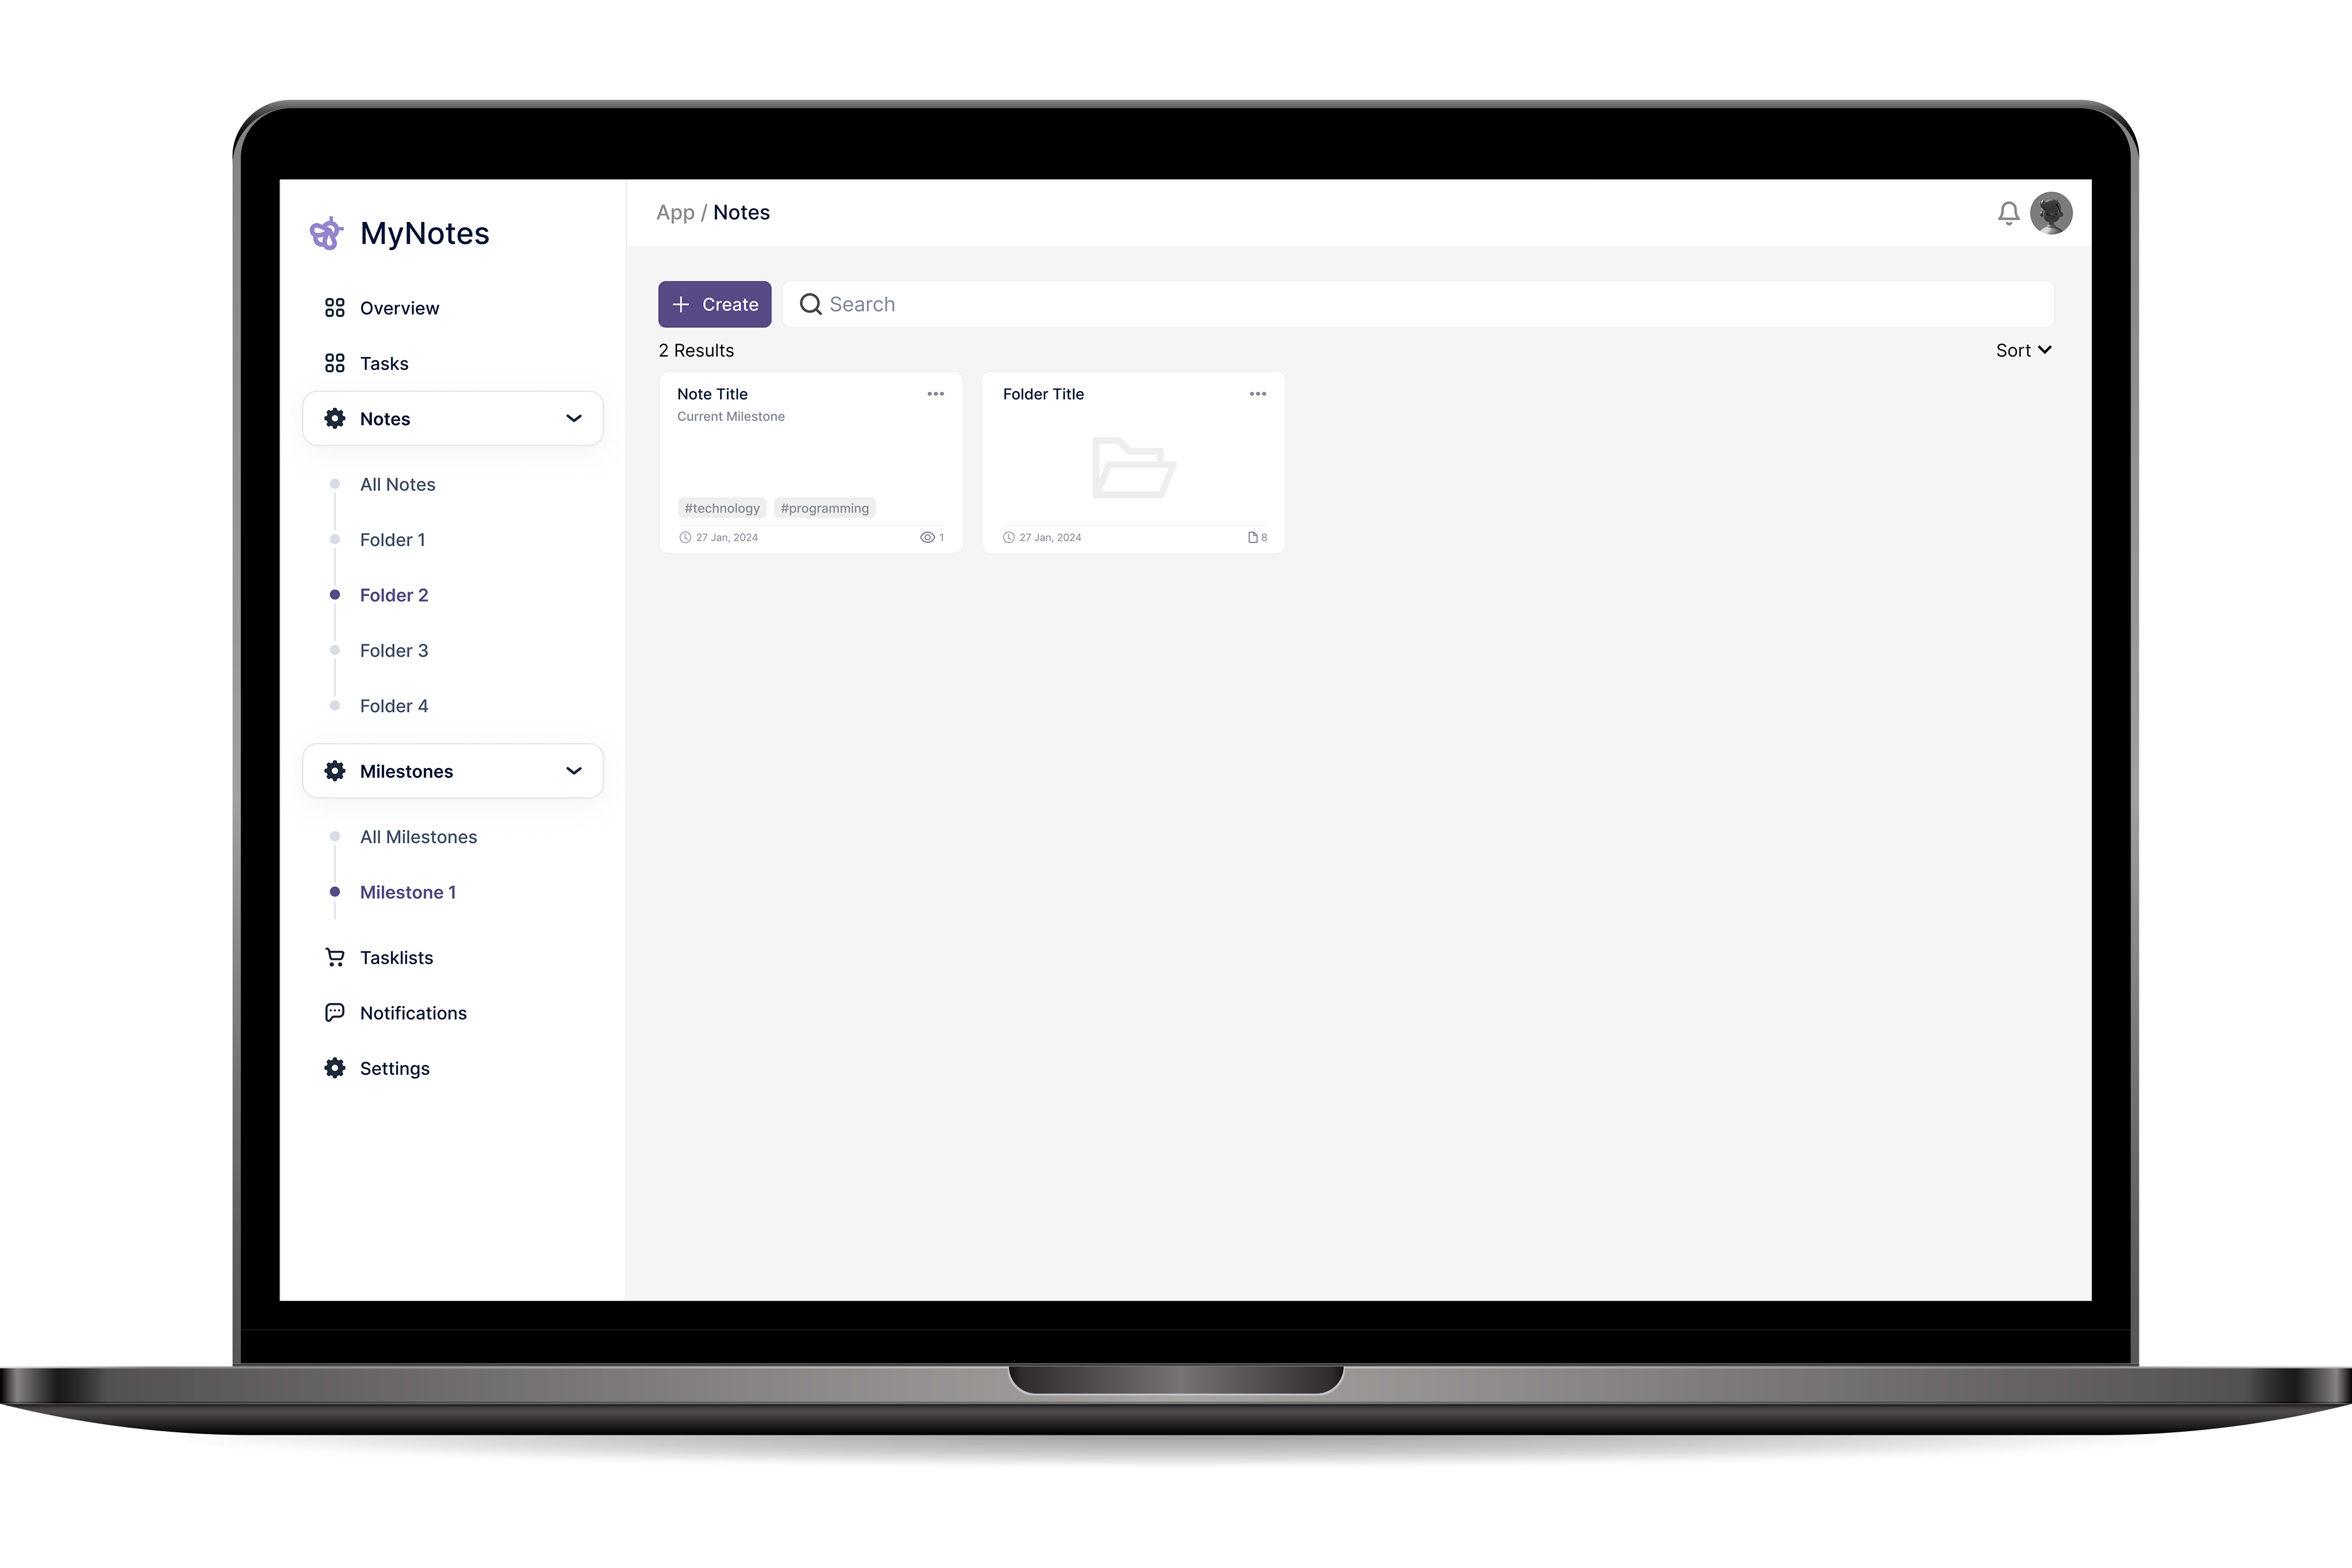 MyNotes
Overview
Tasks
Notes
All Notes
Folder 1
Folder 2
Folder 3
Folder 4
Milestones
All Milestones
Milestone 1
Tasklists
Notifications
Settings
App / Notes
Create
Search
2 Results
Sort
Note Title
Current Milestone
#technology #programming
27 Jan, 2024 1
Folder Title
27 Jan, 2024 8